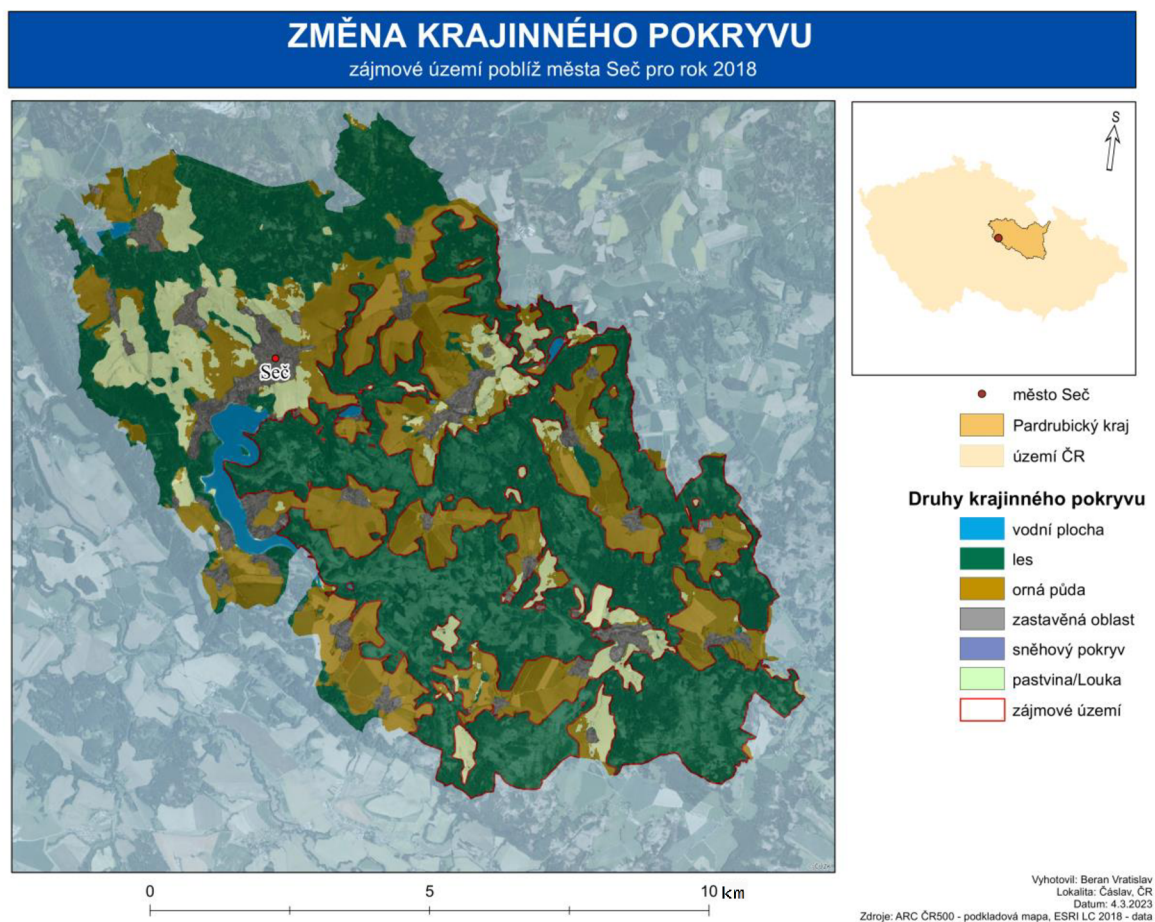 ZMĚNA KRAJINNÉHO POKRYVU
zájmové území poblíž města Seč pro rok 2018
S
Seč
město Seč
Pardrubický kraj
území ČR
Druhy krajinného pokryvu
vodní plocha
les
orná půda
zastavěná oblast
sněhový pokryv
pastvina/Louka
zájmové území
0 5 10 km
Vyhotovil: Beran Vratislav
Lokalita: Čáslav, ČR
Datum: 4.3.2023
Zdroje: ARC ČR500 - podkladová mapa, ESRI LC 2018 - data